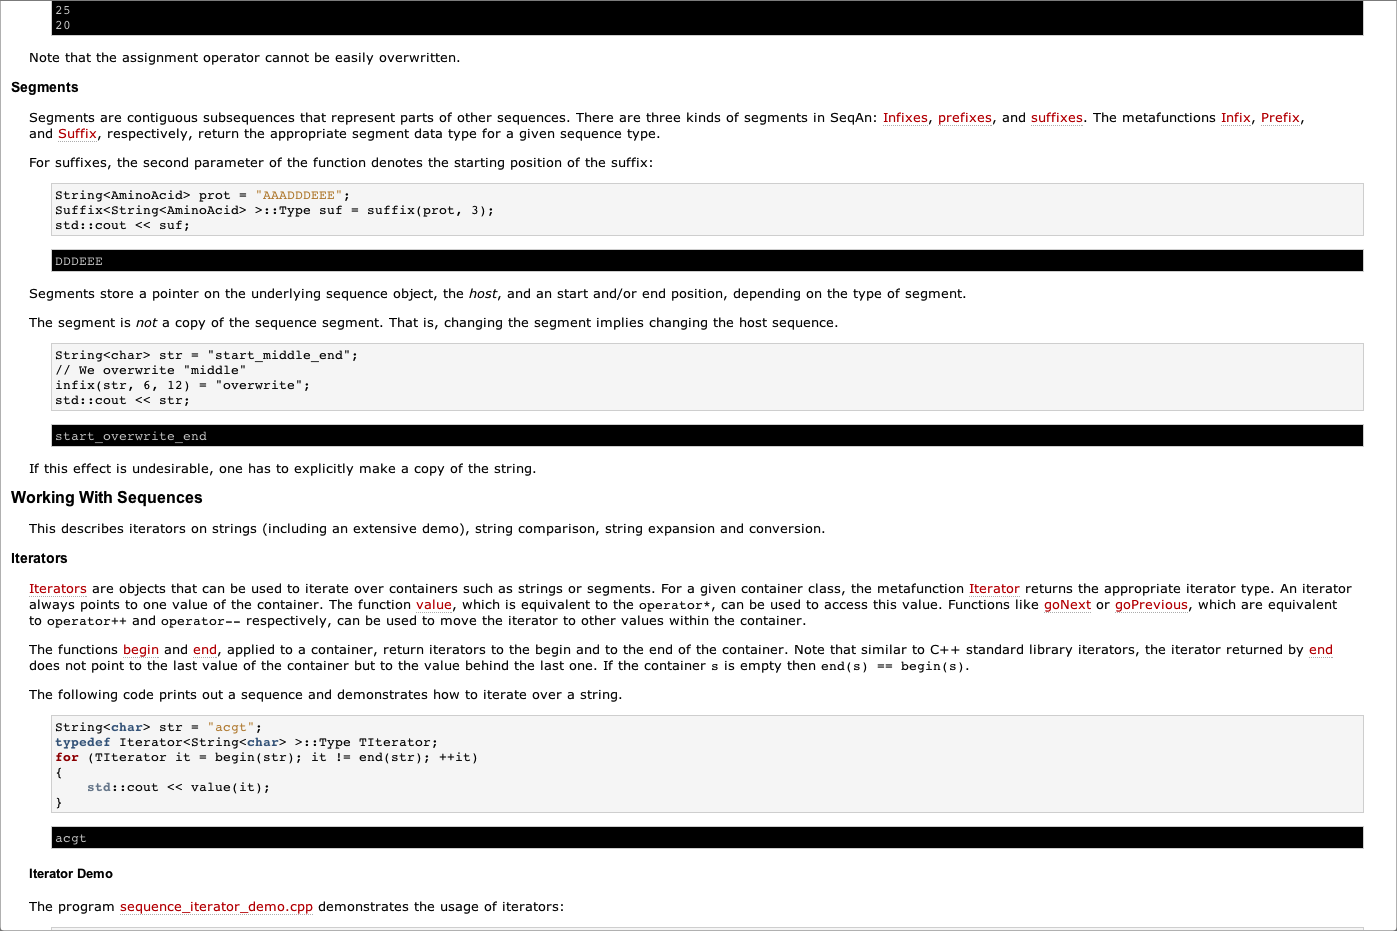 25
20
Note that the assignment operator cannot be easily overwritten.
Segments
Segments are contiguous subsequences that represent parts of other sequences. There are three kinds of segments in SeqAn: Infixes, prefixes, and suffixes. The metafunctions Infix, Prefix,
and Suffix, respectively, return the appropriate segment data type for a given sequence type.
For suffixes, the second parameter of the function denotes the starting position of the suffix:
String<AminoAcid> prot = "AAADDDEEE";
Suffix<String<AminoAcid> >::Type suf = suffix(prot, 3);
std::cout << suf;
DDDEEE
Segments store a pointer on the underlying sequence object, the host, and an start and/or end position, depending on the type of segment.
The segment is not a copy of the sequence segment. That is, changing the segment implies changing the host sequence.
String<char> str = "start_middle_end";
// We overwrite "middle"
infix(str, 6, 12) = "overwrite";
std::cout << str;
start_overwrite_end
If this effect is undesirable, one has to explicitly make a copy of the string.
Working With Sequences
This describes iterators on strings (including an extensive demo), string comparison, string expansion and conversion.
Iterators
Iterators are objects that can be used to iterate over containers such as strings or segments. For a given container class, the metafunction Iterator returns the appropriate iterator type. An iterator
always points to one value of the container. The function value, which is equivalent to the operator*, can be used to access this value. Functions like goNext or goPrevious, which are equivalent
to operator++ and operator-- respectively, can be used to move the iterator to other values within the container.
The functions begin and end, applied to a container, return iterators to the begin and to the end of the container. Note that similar to C++ standard library iterators, the iterator returned by end
does not point to the last value of the container but to the value behind the last one. If the container s is empty then end(s) == begin(s).
The following code prints out a sequence and demonstrates how to iterate over a string.
String<char> str = "acgt";
typedef Iterator<String<char> >::Type TIterator;
for (TIterator it = begin(str); it != end(str); ++it)
{
    std::cout << value(it);
}
acgt
Iterator Demo
The program sequence_iterator_demo.cpp demonstrates the usage of iterators: